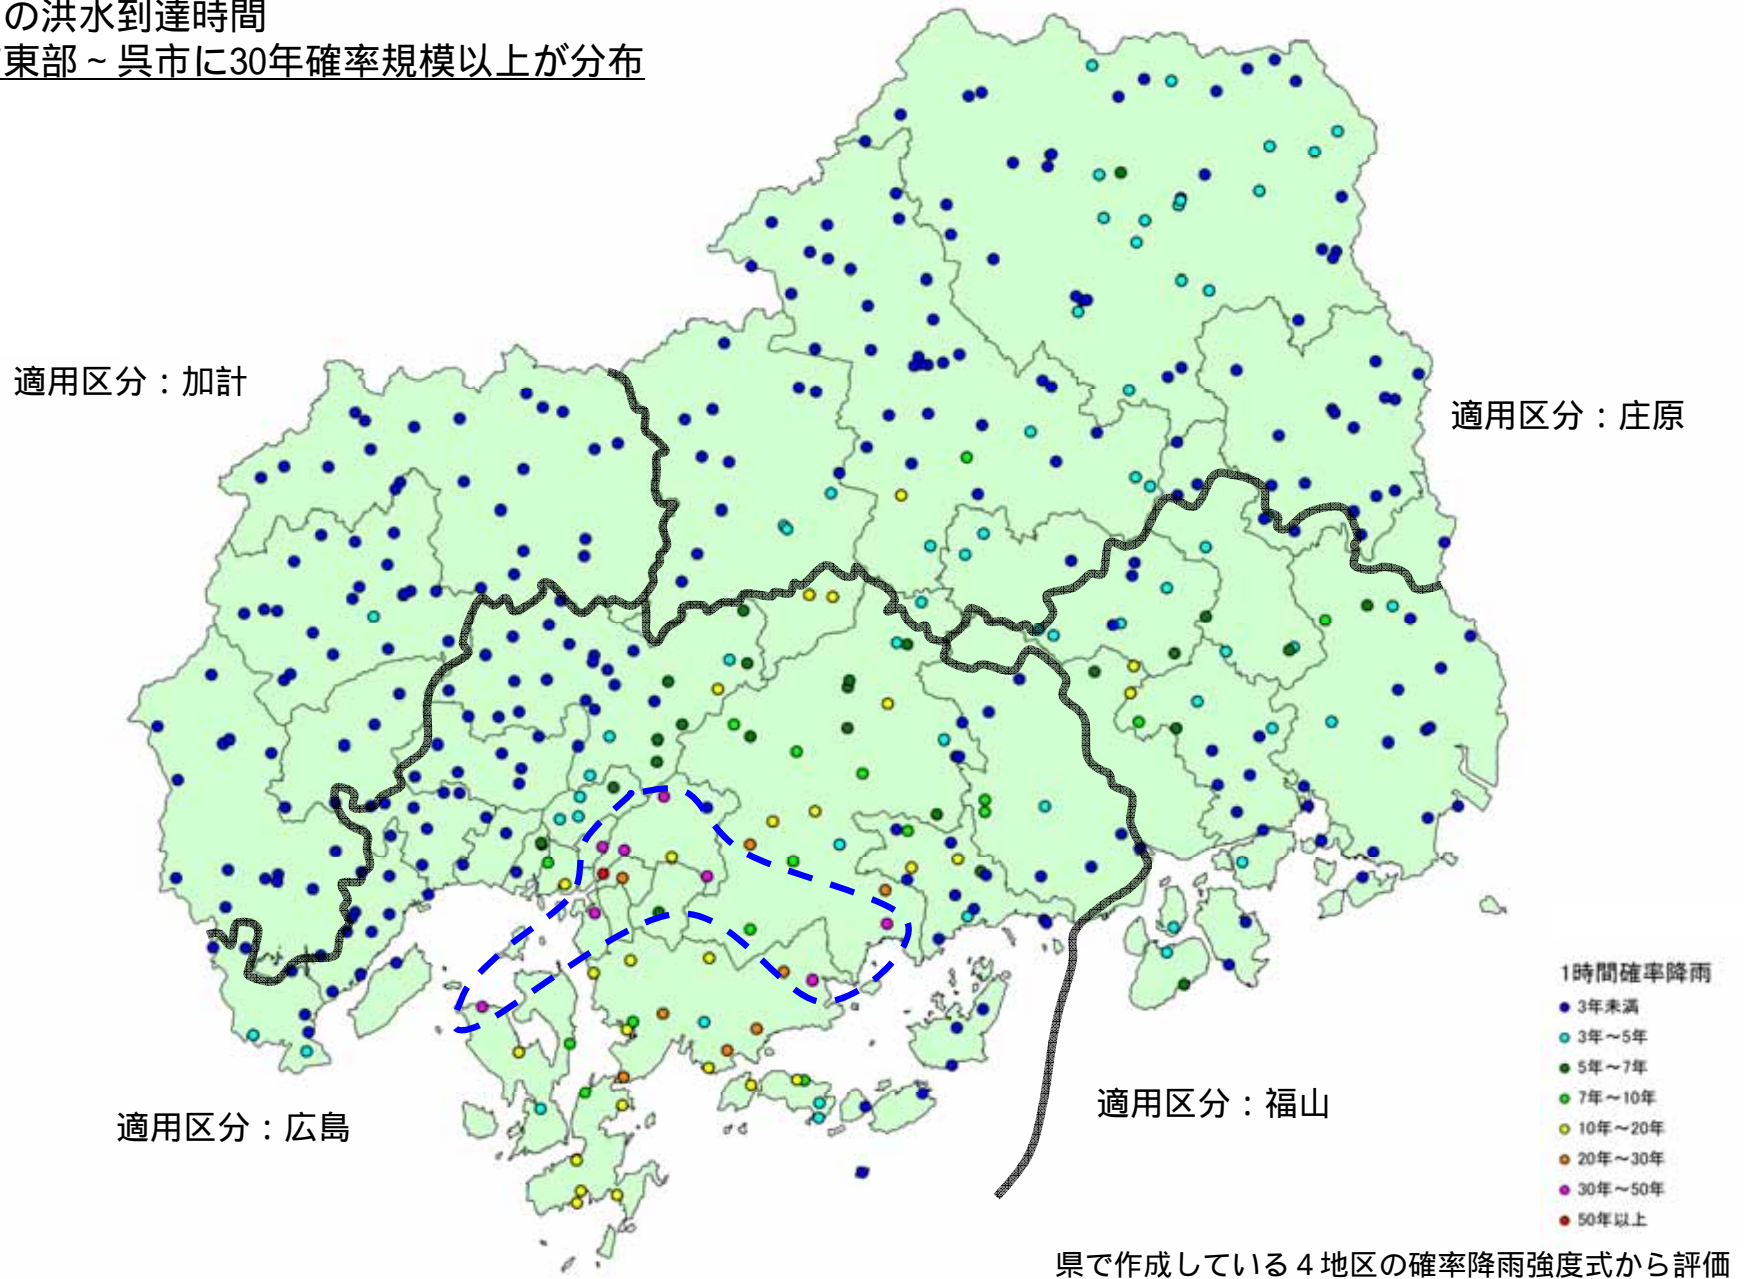 の洪水到達時間
東部～呉市に30年確率規模以上が分布
適用区分：加計
適用区分：庄原
適用区分：広島
適用区分：福山
1時間確率降雨
3年未満
3年～5年
5年～7年
7年～10年
10年～20年
20年～30年
30年～50年
50年以上
県で作成している４地区の確率降雨強度式から評価